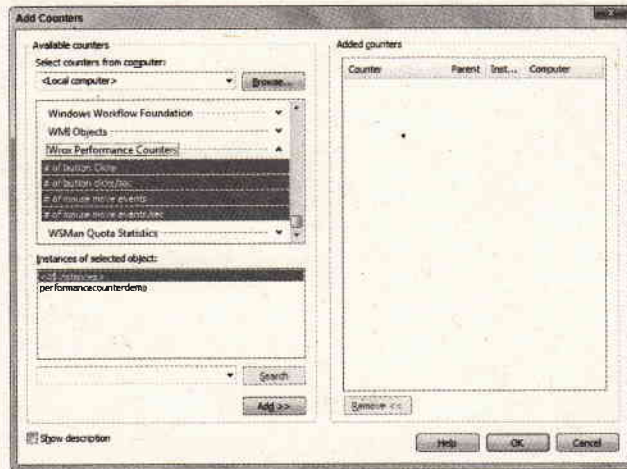 Add Counters
Available counters
Select counters from computer:
<Local computer>
Browse...
Windows Workflow Foundation
WMI Objects
Wrox Performance Counters
# of button Clicks
# of button clicks/sec
# of mouse move events
# of mouse move events/sec
WSMan Quota Statistics
Instances of selected object:
<All instances>
performancecounterdemo
Search
Add >>
Show description
Added counters
Counter Parent Inst... Computer
Remove <<
Help OK Cancel